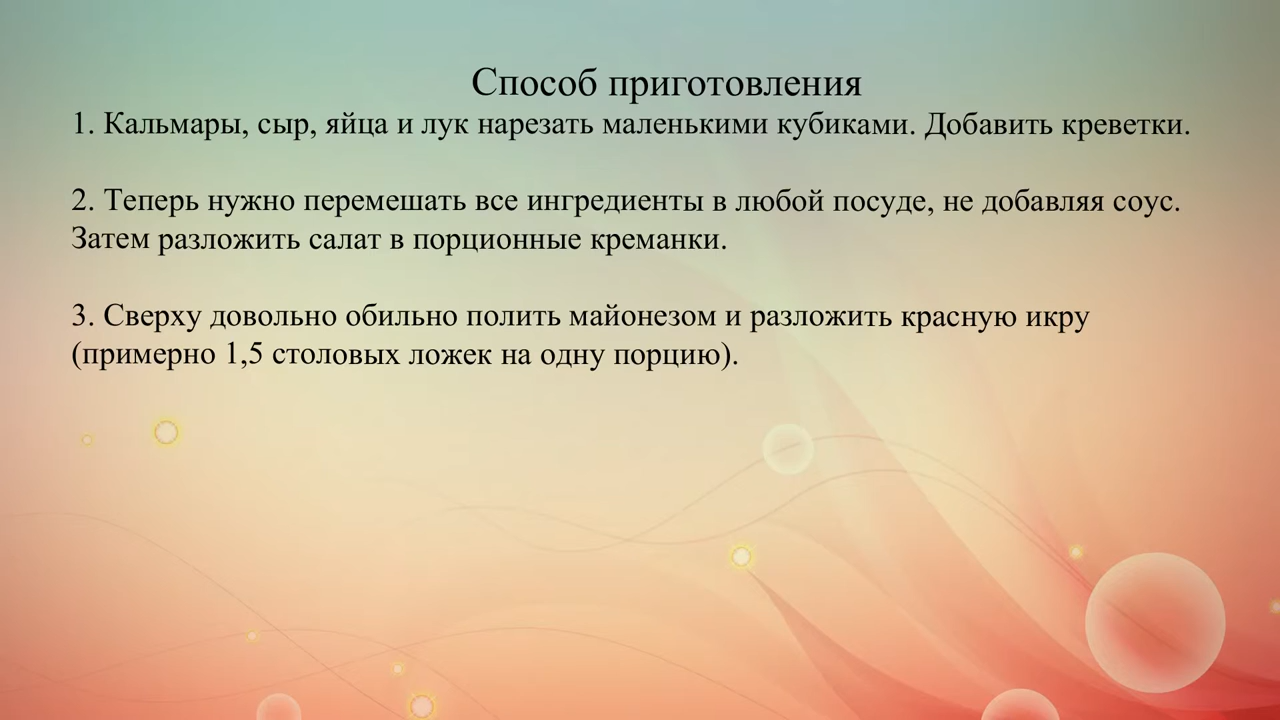 Способ приготовления
1. Кальмары, сыр, яйца и лук нарезать маленькими кубиками. Добавить креветки.
2. Теперь нужно перемешать все ингредиенты в любой посуде, не добавляя соус.
Затем разложить салат в порционные креманки.
3. Сверху довольно обильно полить майонезом и разложить красную икру
(примерно 1,5 столовых ложек на одну порцию).